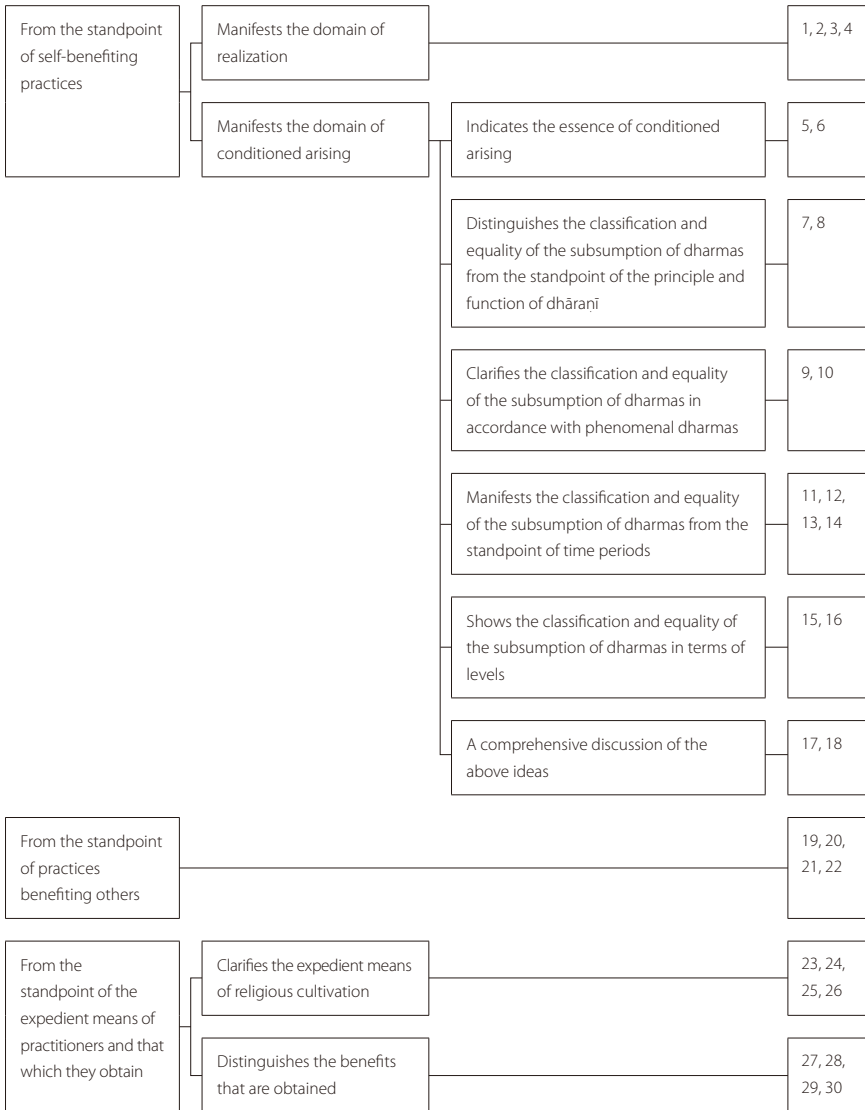 From the standpoint
of self-benefiting
practices
Manifests the domain of
realization
1, 2, 3, 4
Manifests the domain of
conditioned arising
Indicates the essence of conditioned
arising
5, 6
Distinguishes the classification and
equality of the subsumption of dharmas
from the standpoint of the principle and
function of dhāraṇī
7, 8
Clarifies the classification and equality
of the subsumption of dharmas in
accordance with phenomenal dharmas
9, 10
Manifests the classification and equality
of the subsumption of dharmas from the
standpoint of time periods
11, 12,
13, 14
Shows the classification and equality of
the subsumption of dharmas in terms of
levels
15, 16
A comprehensive discussion of the
above ideas
17, 18
From the standpoint
of practices
benefiting others
19, 20,
21, 22
From the
standpoint of the
expedient means of
practitioners and that
which they obtain
Clarifies the expedient means
of religious cultivation
23, 24,
25, 26
Distinguishes the benefits
that are obtained
27, 28,
29, 30